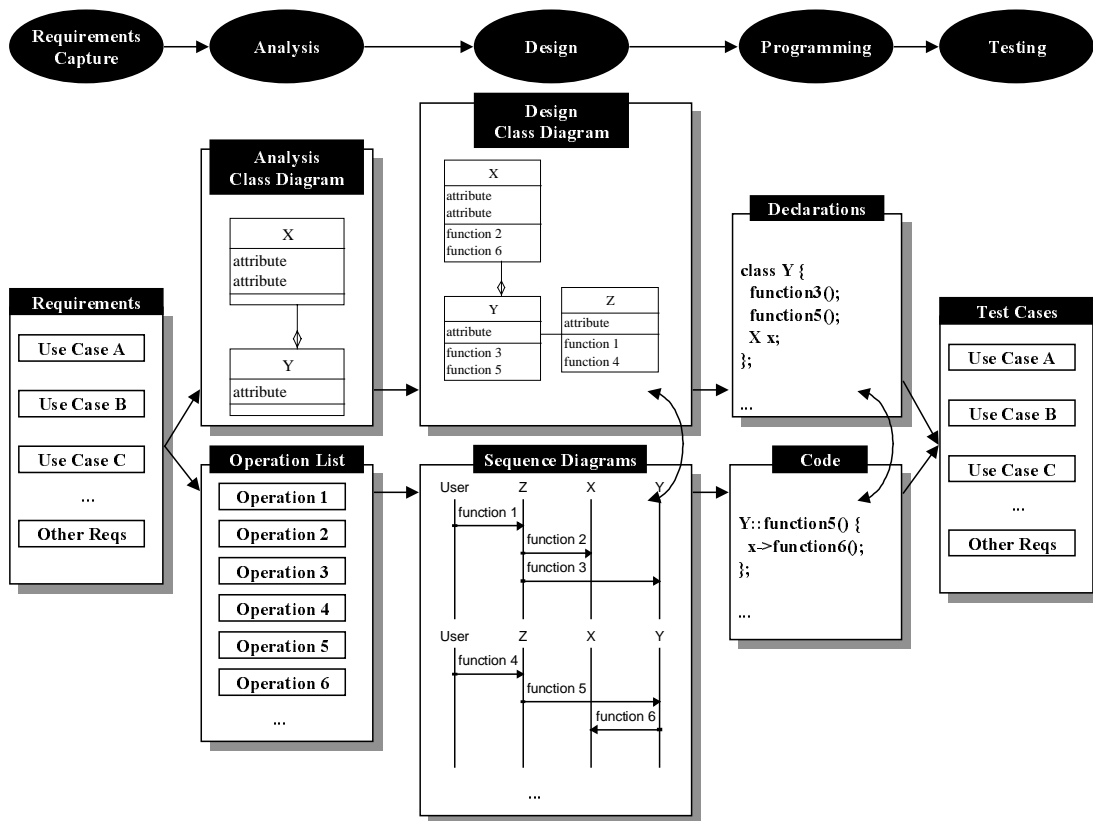 Requirements
Capture
Analysis
Design
Programming
Testing
Requirements
Use Case A
Use Case B
Use Case C
...
Other Reqs
Analysis
Class Diagram
X
attribute
attribute
Y
attribute
Operation List
Operation 1
Operation 2
Operation 3
Operation 4
Operation 5
Operation 6
...
Design
Class Diagram
X
attribute
attribute
function 2
function 6
Y
attribute
function 3
function 5
Z
attribute
function 1
function 4
Sequence Diagrams
User Z X Y
function 1
function 2
function 3
User Z X Y
function 4
function 5
function 6
...
Declarations
class Y {
function3();
function5();
X x;
};
...
Code
Y::function5() {
x->function6();
};
...
Test Cases
Use Case A
Use Case B
Use Case C
...
Other Reqs